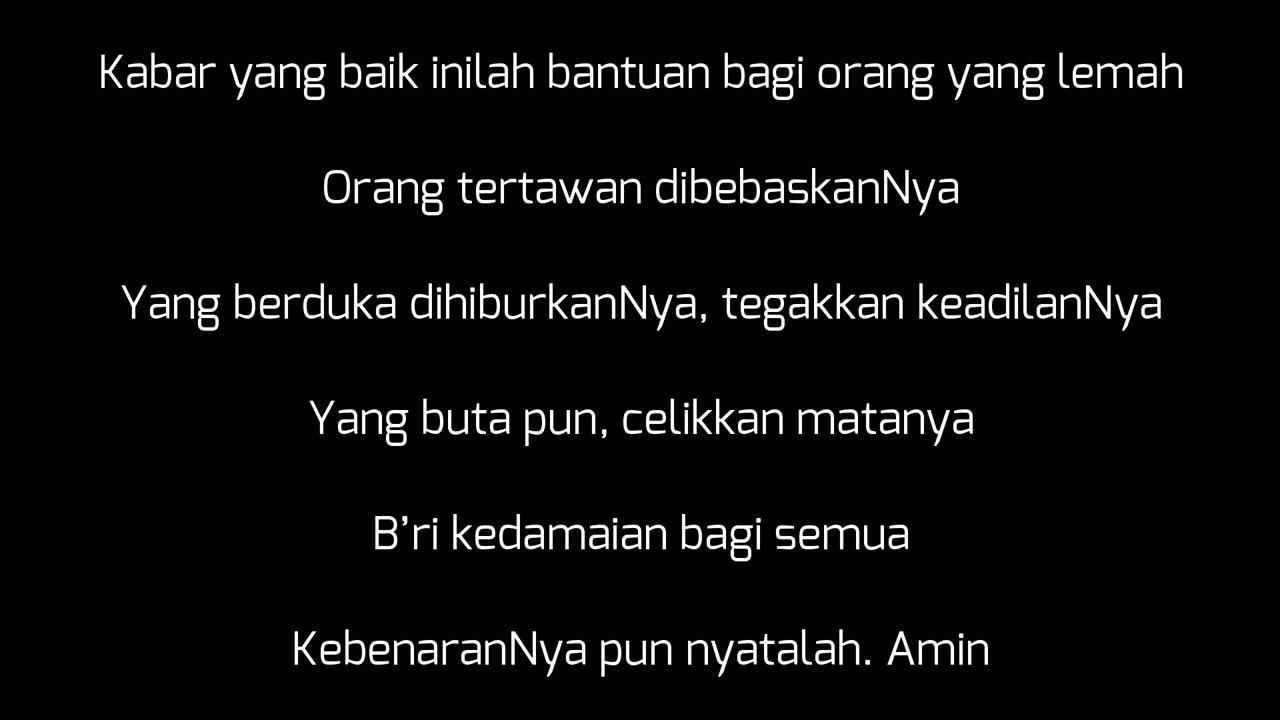 Kabar yang baik inilah bantuan bagi orang yang lemah
Orang tertawan dibebaskanNya
Yang berduka dihiburkanNya, tegakkan keadilanNya
Yang buta pun, celikkan matanya
B’ri kedamaian bagi semua
KebenaranNya pun nyatalah. Amin